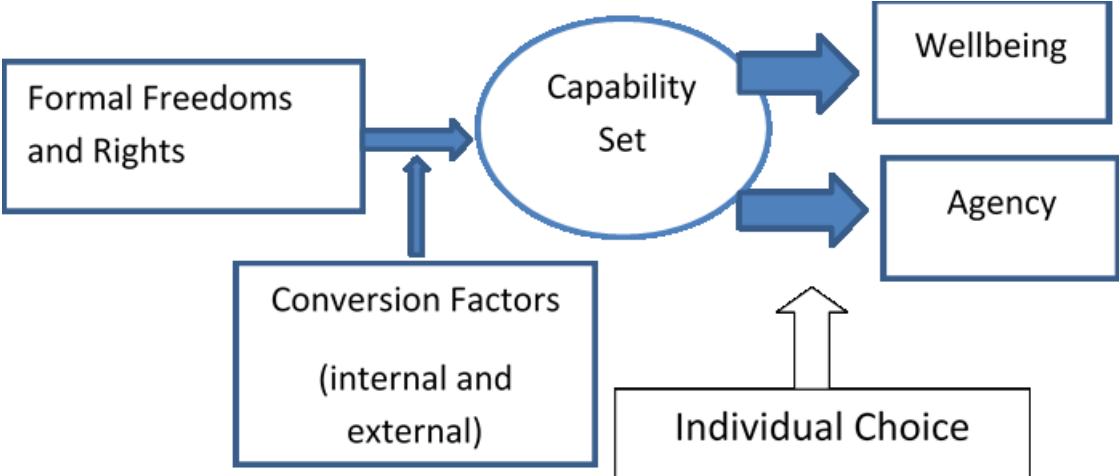 Formal Freedoms
and Rights
Capability
Set
Wellbeing
Agency
Conversion Factors
(internal and
external)
Individual Choice